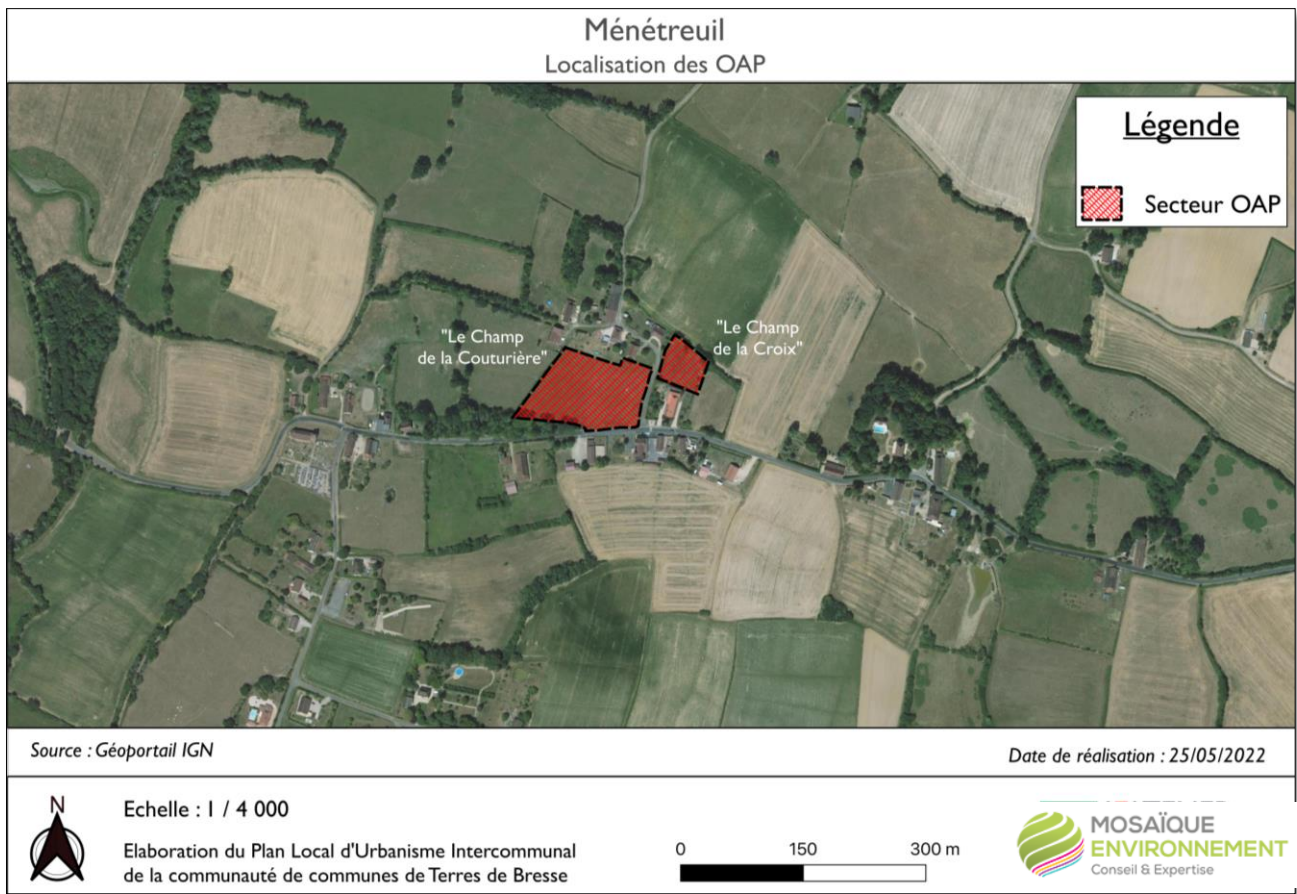 Ménétreuil
Localisation des OAP
Légende
Secteur OAP
"Le Champ
de la Couturière"
"Le Champ
de la Croix"
Source : Géoportail IGN
Date de réalisation : 25/05/2022
N
Echelle : 1 / 4 000
Elaboration du Plan Local d'Urbanisme Intercommunal
de la communauté de communes de Terres de Bresse
0 150 300 m
MOSAÏQUE
ENVIRONNEMENT
Conseil & Expertise